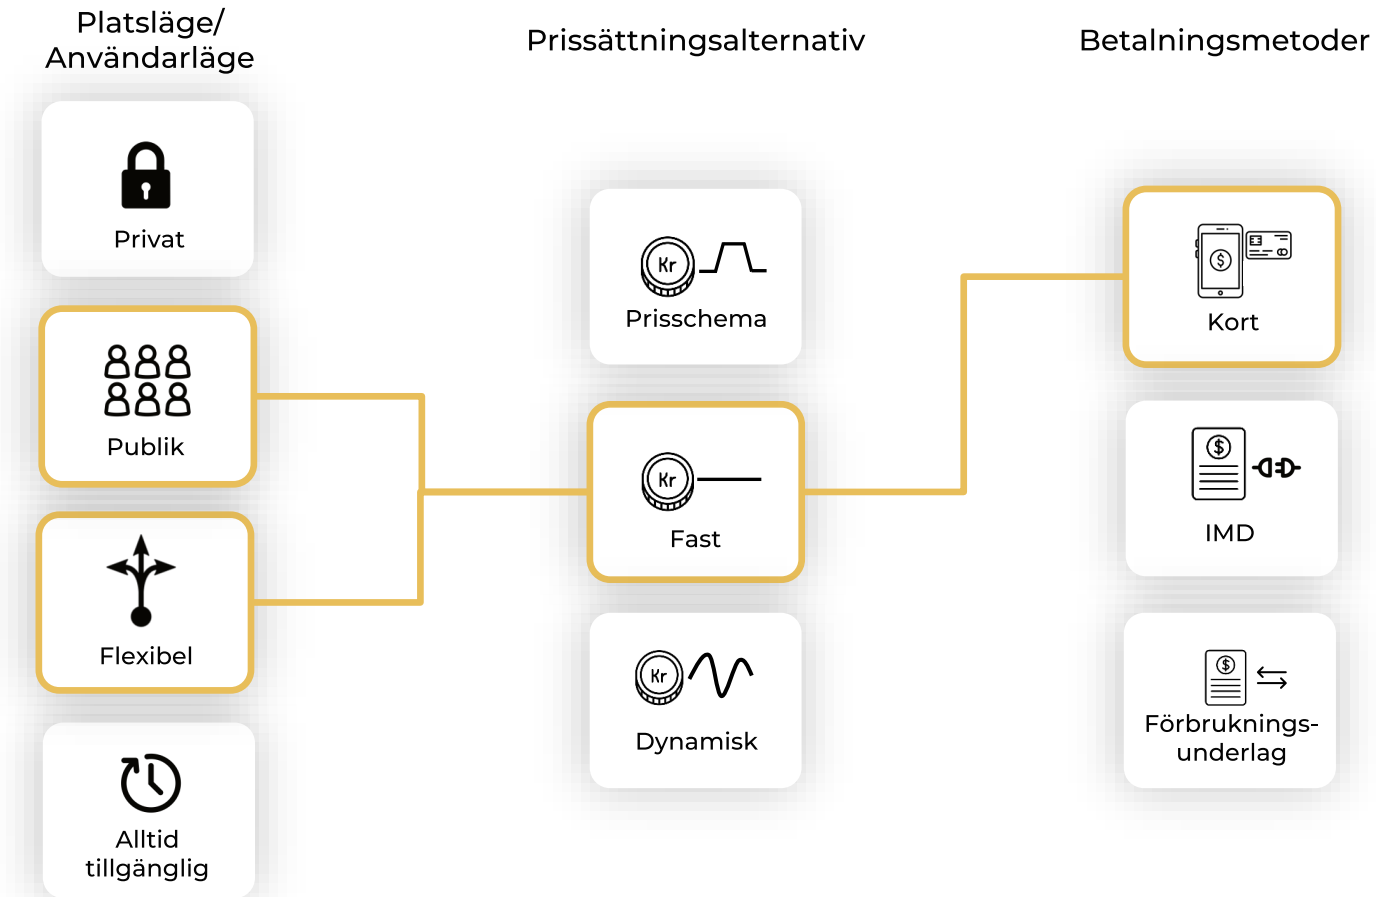 Platsläge/
Användarläge
Prissättningsalternativ
Betalningsmetoder
Privat
Publik
Flexibel
Alltid
tillgänglig
Kr
Prisschema
Kr
Fast
Kr
Dynamisk
$
Kort
$
IMD
$
Förbruknings-
underlag